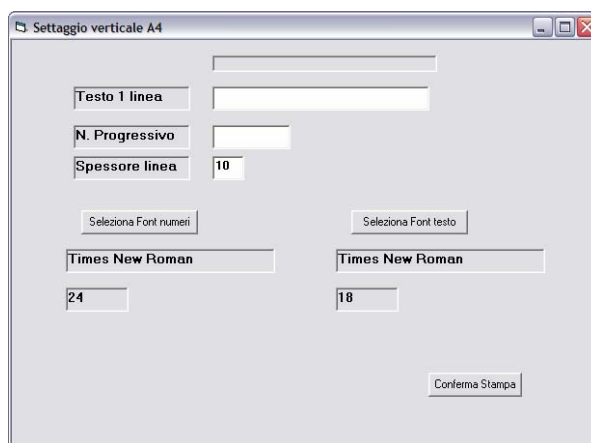 Settaggio verticale A4
Testo 1 linea
N. Progressivo
Spessore linea 10
Seleziona Font numeri Seleziona Font testo
Times New Roman Times New Roman
24 18
Conferma Stampa